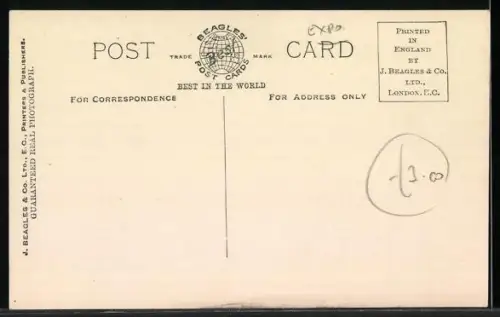 EXPO
POST CARD
BEAGLES'
TRADE MARK
POST CARDS
BEST IN THE WORLD
FOR CORRESPONDENCE
FOR ADDRESS ONLY
PRINTED
IN
ENGLAND
BY
J. BEAGLES & CO.
LTD.,
LONDON, E.C.
J. BEAGLES & CO. LTD., E.C., PRINTERS & PUBLISHERS.
GUARANTEED REAL PHOTOGRAPH.